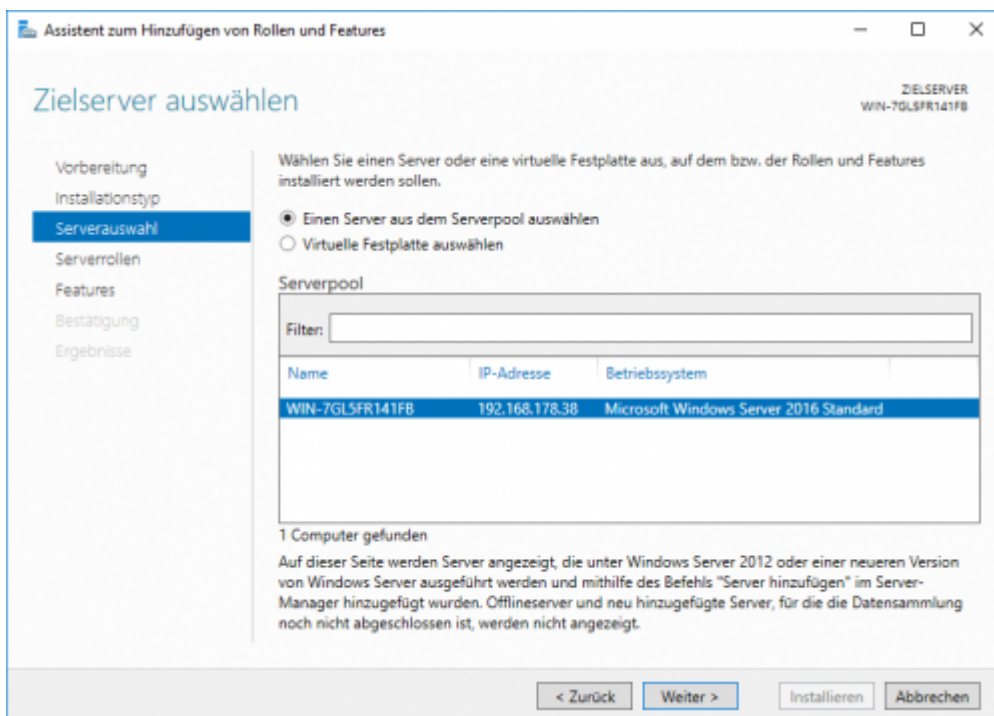 Assistent zum Hinzufügen von Rollen und Features
Zielserver auswählen
ZIELSERVER
WIN-7GL5FR141FB
Vorbereitung
Installationstyp
Serverauswahl
Serverrollen
Features
Bestätigung
Ergebnisse
Wählen Sie einen Server oder eine virtuelle Festplatte aus, auf dem bzw. der Rollen und Features
installiert werden sollen.
Einen Server aus dem Serverpool auswählen
Virtuelle Festplatte auswählen
Serverpool
Filter:
Name IP-Adresse Betriebssystem
WIN-7GL5FR141FB 192.168.178.38 Microsoft Windows Server 2016 Standard
1 Computer gefunden
Auf dieser Seite werden Server angezeigt, die unter Windows Server 2012 oder einer neueren Version
von Windows Server ausgeführt werden und mithilfe des Befehls "Server hinzufügen" im Server-
Manager hinzugefügt wurden. Offlineserver und neu hinzugefügte Server, für die die Datensammlung
noch nicht abgeschlossen ist, werden nicht angezeigt.
< Zurück Weiter > Installieren Abbrechen